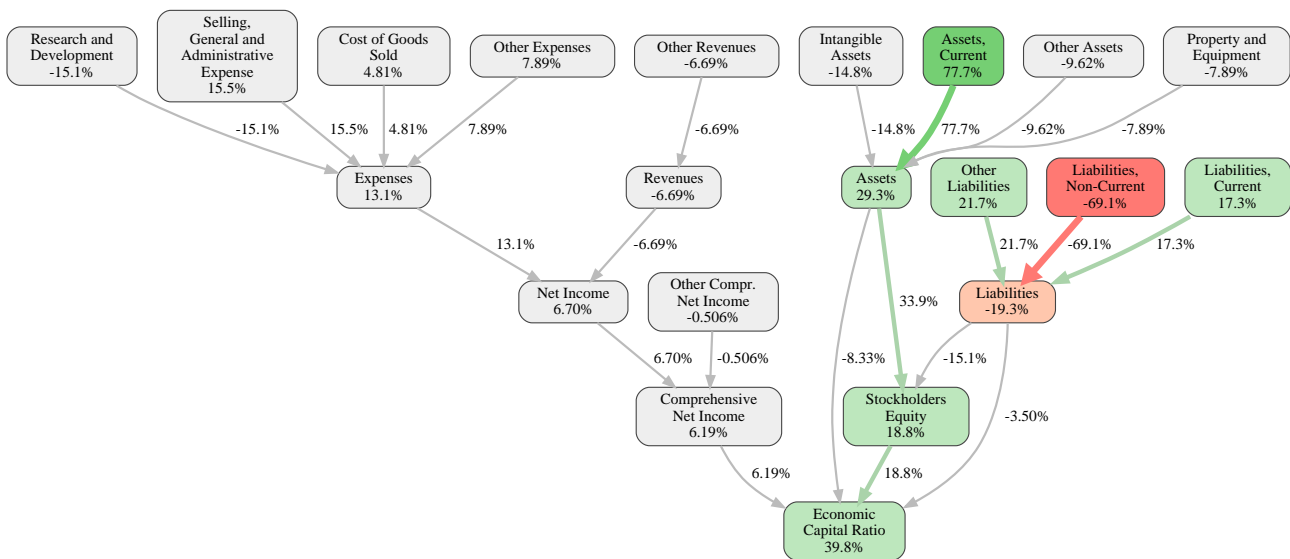 Research and
Development
-15.1%
Selling,
General and
Administrative
Expense
15.5%
Cost of Goods
Sold
4.81%
Other Expenses
7.89%
Other Revenues
-6.69%
Intangible
Assets
-14.8%
Assets,
Current
77.7%
Other Assets
-9.62%
Property and
Equipment
-7.89%
-15.1%
15.5%
4.81%
7.89%
-6.69%
-14.8%
77.7%
-9.62%
-7.89%
Expenses
13.1%
Revenues
-6.69%
Assets
29.3%
Other
Liabilities
21.7%
Liabilities,
Non-Current
-69.1%
Liabilities,
Current
17.3%
13.1%
-6.69%
21.7%
-69.1%
17.3%
Net Income
6.70%
Other Compr.
Net Income
-0.506%
33.9%
Liabilities
-19.3%
6.70%
-0.506%
-8.33%
-15.1%
Comprehensive
Net Income
6.19%
Stockholders
Equity
18.8%
-3.50%
6.19%
18.8%
Economic
Capital Ratio
39.8%